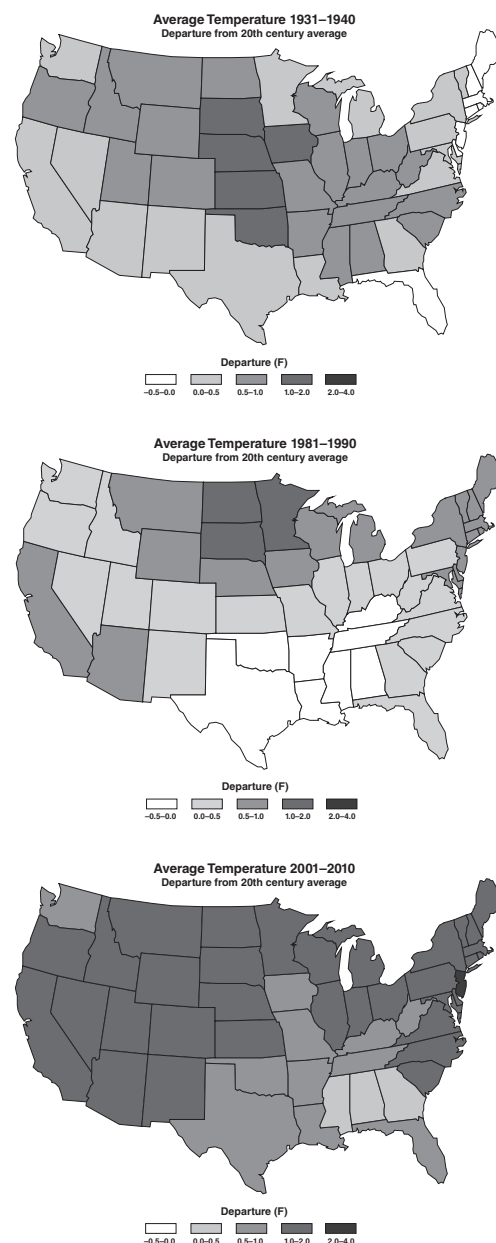 Average Temperature 1931–1940
Departure from 20th century average
Departure (F)
–0.5–0.0 0.0–0.5 0.5–1.0 1.0–2.0 2.0–4.0
Average Temperature 1981–1990
Departure from 20th century average
Departure (F)
–0.5–0.0 0.0–0.5 0.5–1.0 1.0–2.0 2.0–4.0
Average Temperature 2001–2010
Departure from 20th century average
Departure (F)
–0.5–0.0 0.0–0.5 0.5–1.0 1.0–2.0 2.0–4.0